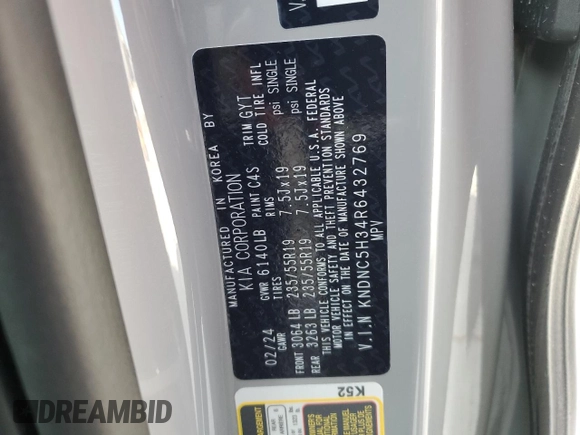 MANUFACTURED IN KOREA BY
KIA CORPORATION
02/24 GVWR 6140LB PAINT C4S TRIM GYT
GAWR TIRES RIMS COLD TIRE INFL
FRONT 3064LB 235/55R19 7.5Jx19 psi SINGLE
REAR 3263LB 235/55R19 7.5Jx19 psi SINGLE
THIS VEHICLE CONFORMS TO ALL APPLICABLE U.S.A. FEDERAL
MOTOR VEHICLE SAFETY AND THEFT PREVENTION STANDARDS
IN EFFECT ON THE DATE OF MANUFACTURE SHOWN ABOVE
V.I.N KNDNC5H34R6432769
MPV
K52
DREAMBID